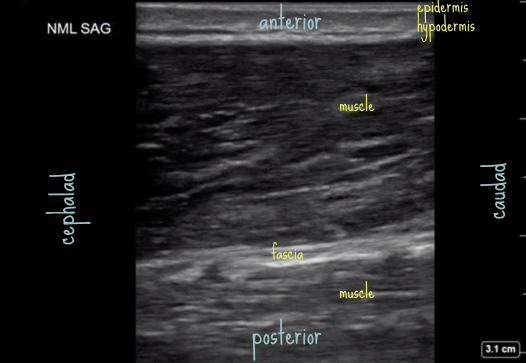 epidermis
anterior
hypodermis
NML SAG
muscle
cephalad
caudad
fascia
muscle
posterior
3.1 cm